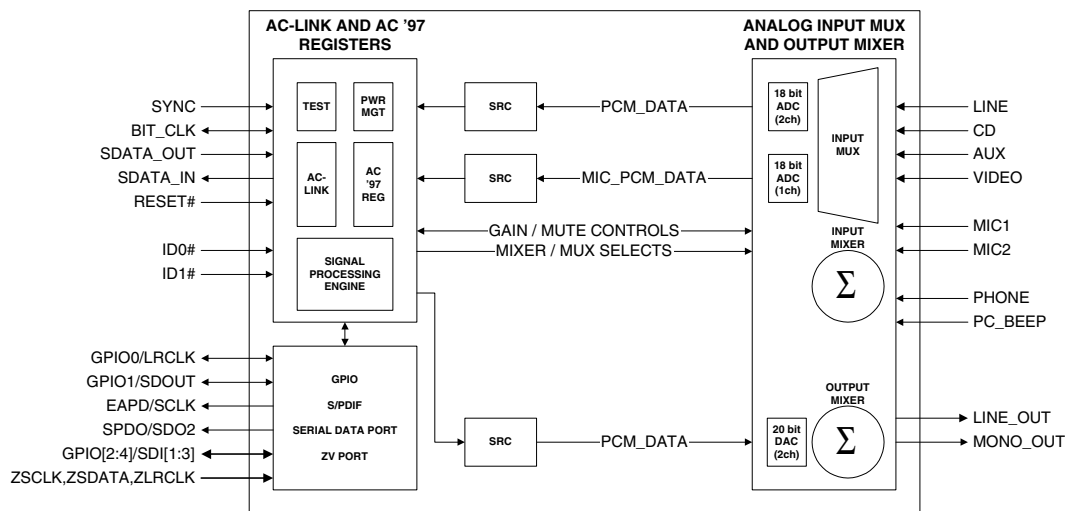 AC-LINK AND AC '97
REGISTERS
ANALOG INPUT MUX
AND OUTPUT MIXER
SYNC
BIT_CLK
SDATA_OUT
SDATA_IN
RESET#
ID0#
ID1#
TEST
PWR
MGT
AC-
LINK
AC
'97
REG
SIGNAL
PROCESSING
ENGINE
SRC
PCM_DATA
SRC
MIC_PCM_DATA
GAIN / MUTE CONTROLS
MIXER / MUX SELECTS
18 bit
ADC
(2ch)
18 bit
ADC
(1ch)
INPUT
MUX
INPUT
MIXER
Σ
LINE
CD
AUX
VIDEO
MIC1
MIC2
PHONE
PC_BEEP
GPIO0/LRCLK
GPIO1/SDOUT
EAPD/SCLK
SPDO/SDO2
GPIO[2:4]/SDI[1:3]
ZSCLK,ZSDATA,ZLRCLK
GPIO
S/PDIF
SERIAL DATA PORT
ZV PORT
SRC
PCM_DATA
20 bit
DAC
(2ch)
OUTPUT
MIXER
Σ
LINE_OUT
MONO_OUT